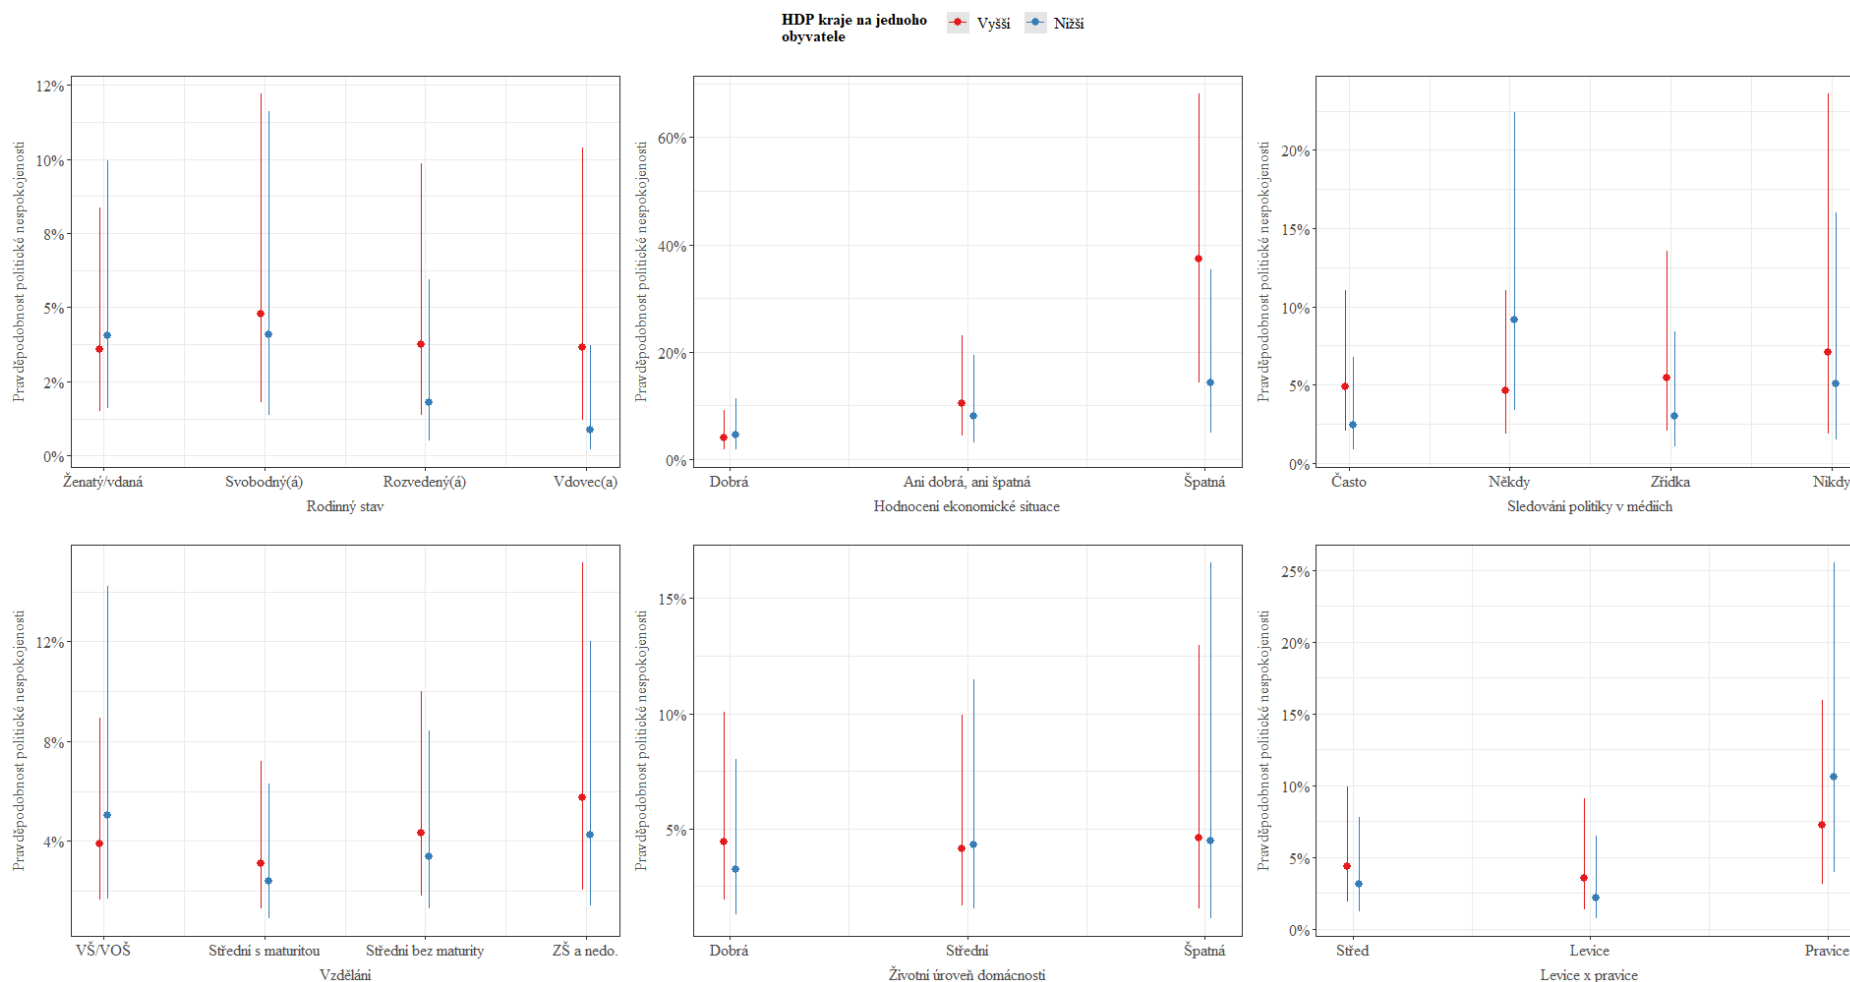 HDP kraje na jednoho
obyvatele
Vyšší
Nižší
Pravděpodobnost politické nespokojenosti
12%
10%
8%
5%
2%
0%
Ženatý/vdaná
Svobodný(á)
Rozvedený(á)
Vdovec(a)
Rodinný stav
Pravděpodobnost politické nespokojenosti
60%
40%
20%
0%
Dobrá
Ani dobrá, ani špatná
Špatná
Hodnocení ekonomické situace
Pravděpodobnost politické nespokojenosti
20%
15%
10%
5%
0%
Často
Někdy
Zřídka
Nikdy
Sledování politiky v médiích
Pravděpodobnost politické nespokojenosti
12%
8%
4%
VŠ/VOŠ
Střední s maturitou
Střední bez maturity
ZŠ a nedo.
Vzdělání
Pravděpodobnost politické nespokojenosti
15%
10%
5%
Dobrá
Střední
Špatná
Životní úroveň domácnosti
Pravděpodobnost politické nespokojenosti
25%
20%
15%
10%
5%
0%
Střed
Levice
Pravice
Levice x pravice